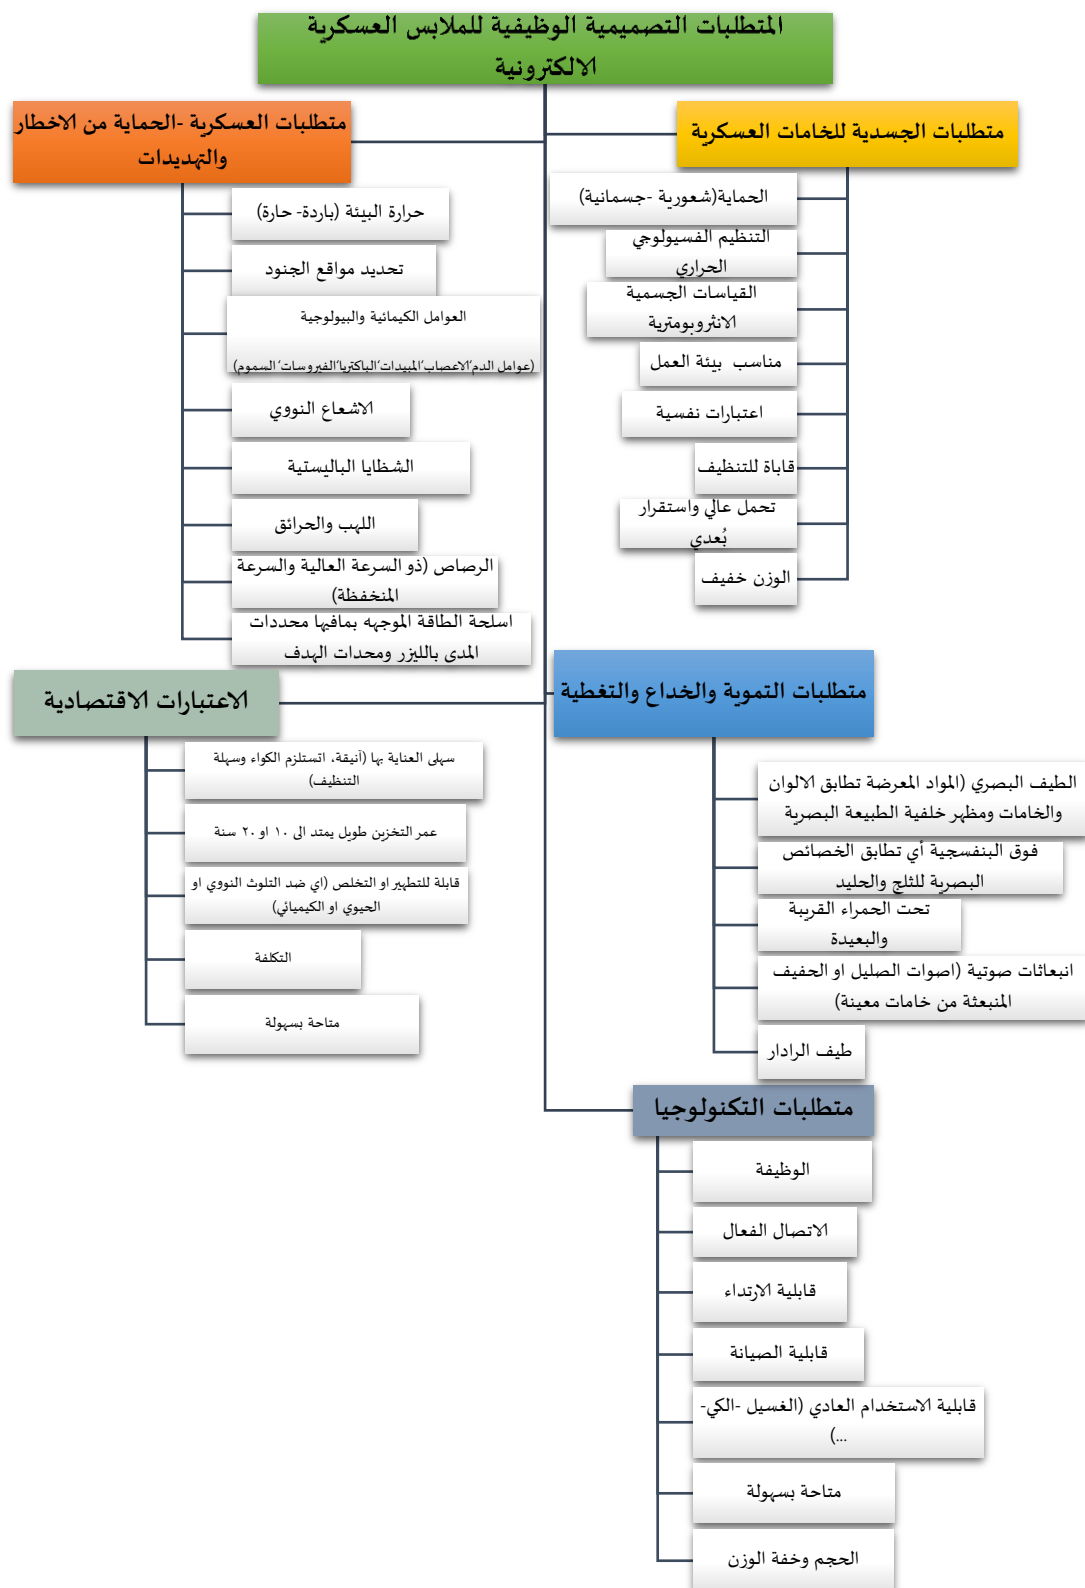 المتطلبات التصميمية الوظيفية للملابس العسكرية
الالكترونية
متطلبات الجسدية للخامات العسكرية
الحماية(شعورية -جسمانية)
التنظيم الفسيولوجي
الحراري
القياسات الجسمية
الانثروبومترية
مناسب بيئة العمل
اعتبارات نفسية
قاباة للتنظيف
تحمل عالي واستقرار
بُعدي
الوزن خفيف
متطلبات العسكرية -الحماية من الاخطار
والتهديدات
حرارة البيئة (باردة- حارة)
تحديد مواقع الجنود
العوامل الكيمائية والبيولوجية
(عوامل الدم٬الاعصاب٬المبيدات٬الباكتريا٬الفيروسات٬ السموم)
الاشعاع النووي
الشظايا الباليستية
اللهب والحرائق
الرصاص (ذو السرعة العالية والسرعة
المنخفظة)
اسلحة الطاقة الموجهه بمافيها محددات
المدى بالليزر ومحدات الهدف
متطلبات التموية والخداع والتغطية
الطيف البصري (المواد المعرضة تطابق الالوان
والخامات ومظهر خلفية الطبيعة البصرية
فوق البنفسجية أي تطابق الخصائص
البصرية للثلج والحليد
تحت الحمراء القريبة
والبعيدة
انبعاثات صوتية (اصوات الصليل او الحفيف
المنبعثة من خامات معينة)
طيف الرادار
الاعتبارات الاقتصادية
سهلى العناية بها (أنيقة، اتستلزم الكواء وسهلة
التنظيف)
عمر التخزين طويل يمتد الى ١٠ او ٢٠ سنة
قابلة للتطهير او التخلص (اي ضد التلوث النووي او
الحيوي او الكيميائي)
التكلفة
متاحة بسهولة
متطلبات التكنولوجيا
الوظيفة
الاتصال الفعال
قابلية الارتداء
قابلية الصيانة
قابلية الاستخدام العادي (الغسيل -الكي-
...)
متاحة بسهولة
الحجم وخفة الوزن